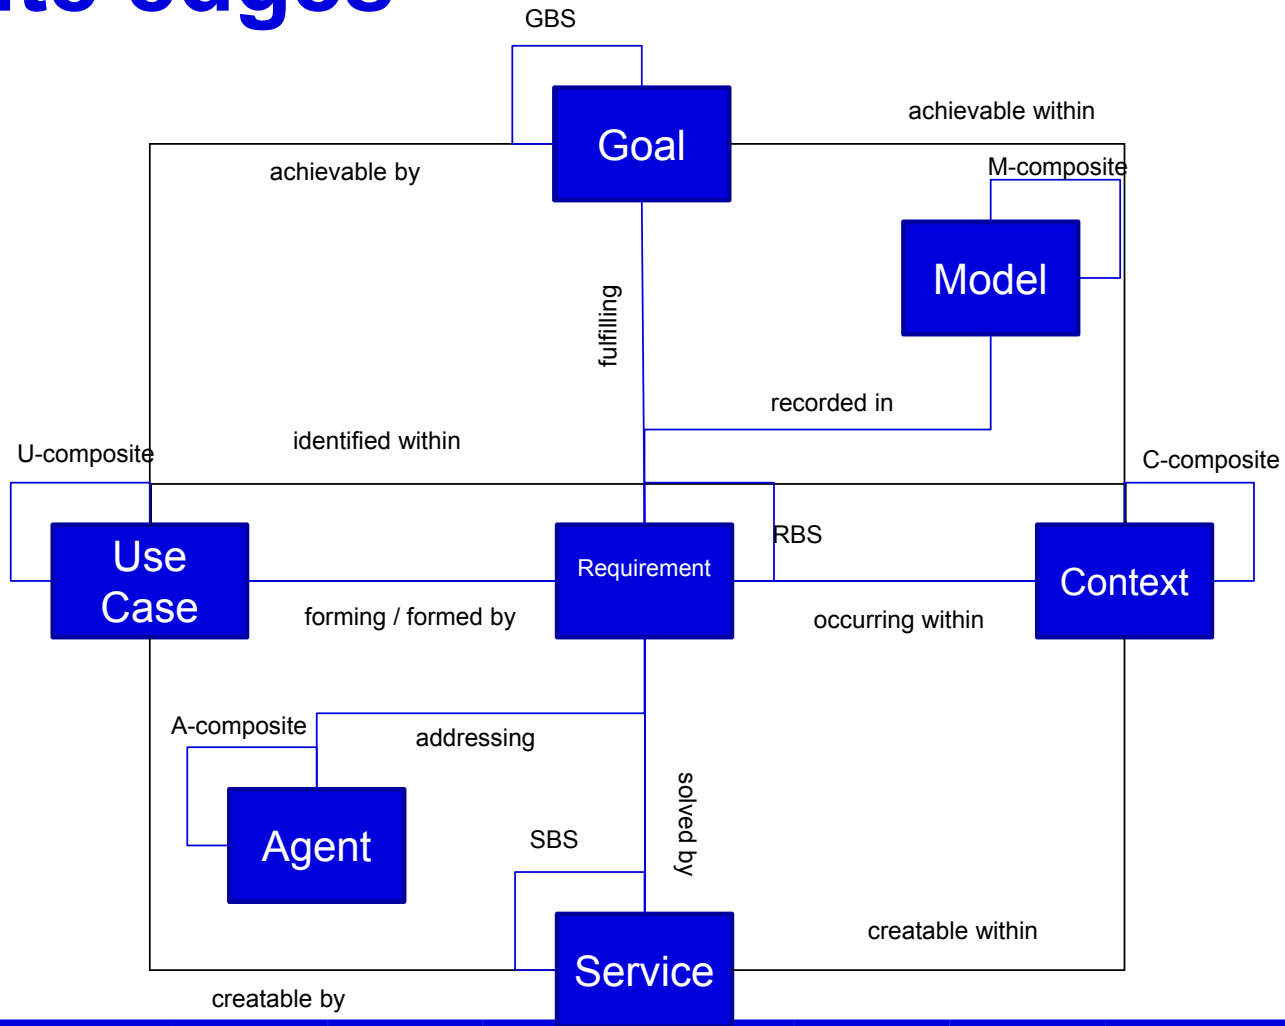 edges
GBS
Goal
achievable within
achievable by
M-composite
Model
fulfilling
recorded in
identified within
U-composite
C-composite
RBS
Use
Case
Requirement
Context
forming / formed by
occurring within
A-composite
addressing
solved by
Agent
SBS
creatable within
Service
creatable by